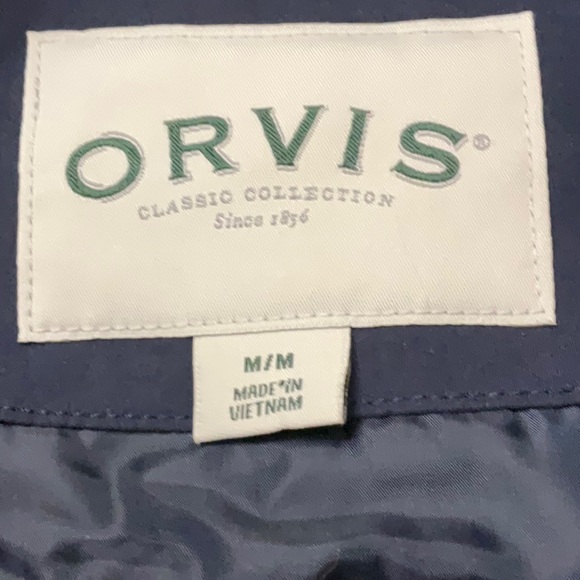 ORVIS®
CLASSIC COLLECTION
Since 1856
M/M
MADE IN
VIETNAM